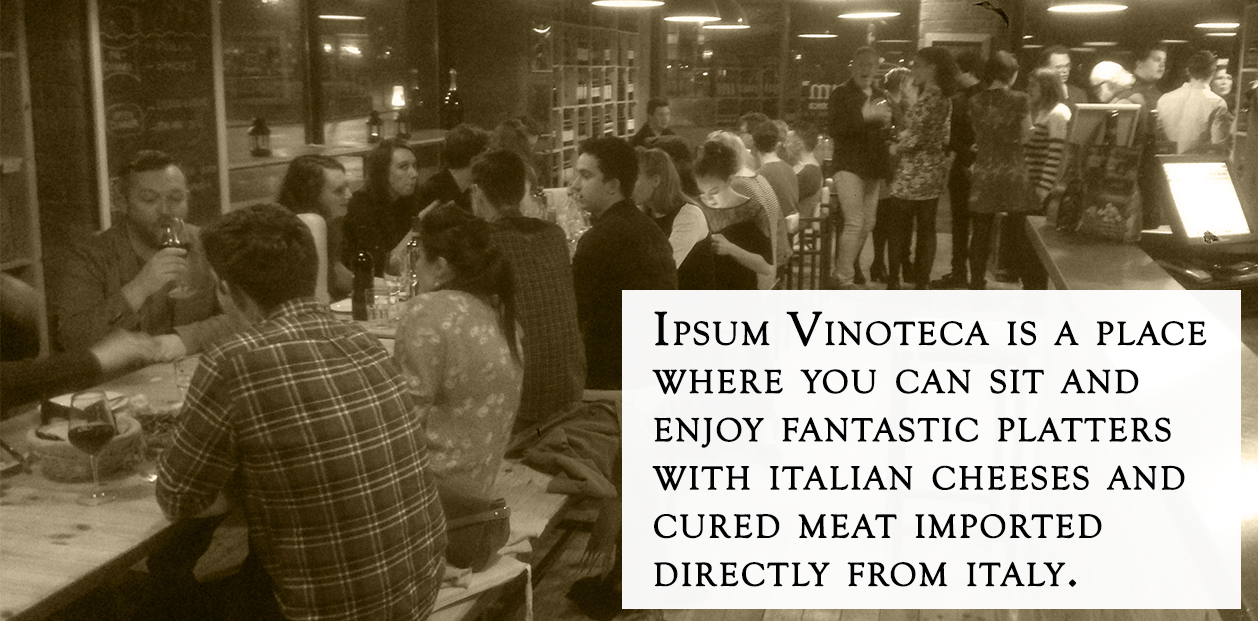 Ipsum Vinoteca is a place
where you can sit and
enjoy fantastic platters
with italian cheeses and
cured meat imported
directly from italy.